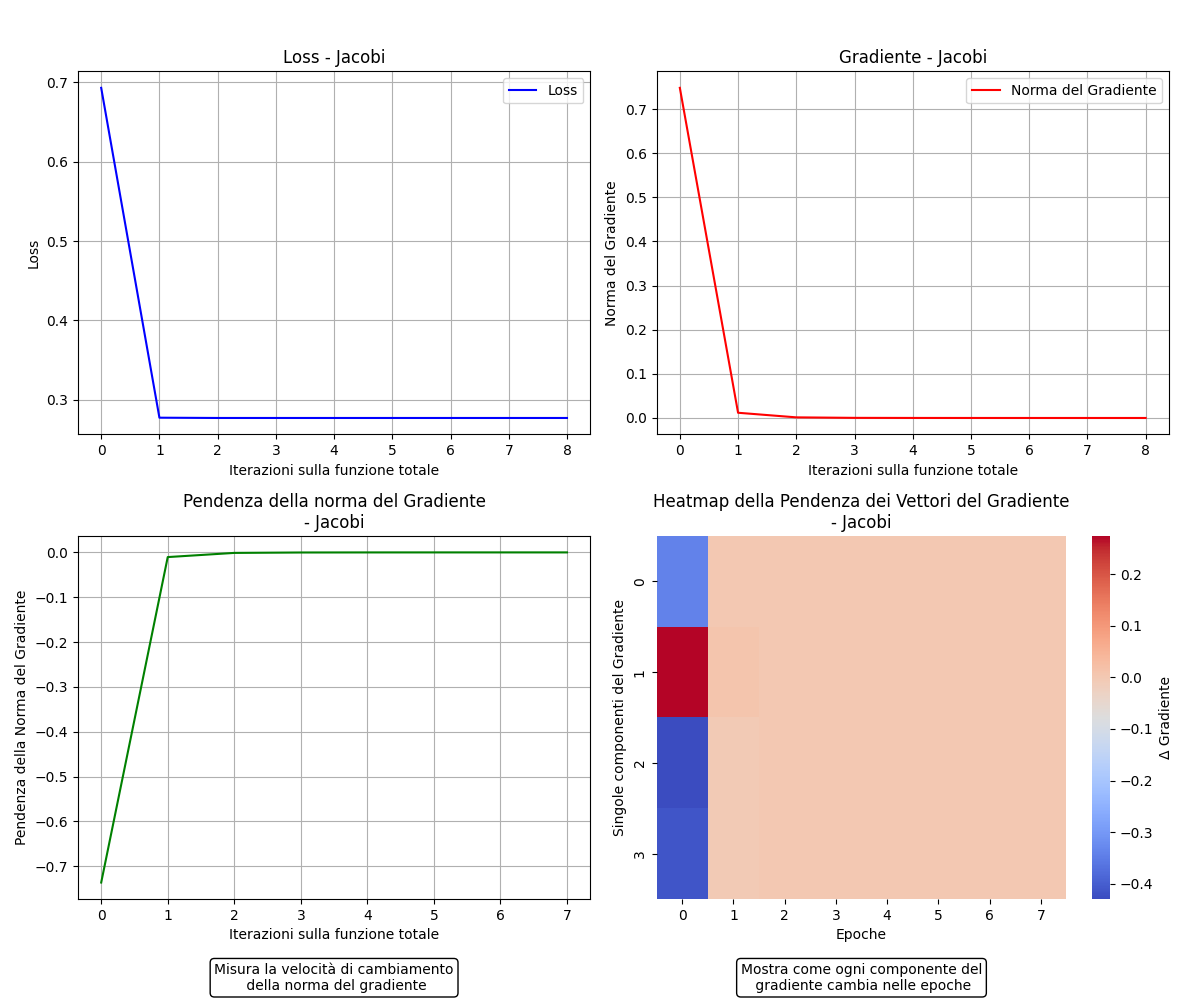 Loss - Jacobi
Loss
0.7
0.6
0.5
0.4
0.3
Loss
0 1 2 3 4 5 6 7 8
Iterazioni sulla funzione totale
Gradiente - Jacobi
Norma del Gradiente
0.7
0.6
0.5
0.4
0.3
0.2
0.1
0.0
Norma del Gradiente
0 1 2 3 4 5 6 7 8
Iterazioni sulla funzione totale
Pendenza della norma del Gradiente
- Jacobi
0.0
−0.1
−0.2
−0.3
−0.4
−0.5
−0.6
−0.7
Pendenza della Norma del Gradiente
0 1 2 3 4 5 6 7
Iterazioni sulla funzione totale
Misura la velocità di cambiamento
della norma del gradiente
Heatmap della Pendenza dei Vettori del Gradiente
- Jacobi
0
1
2
3
Singole componenti del Gradiente
0 1 2 3 4 5 6 7
Epoche
0.2
0.1
0.0
−0.1
−0.2
−0.3
−0.4
Δ Gradiente
Mostra come ogni componente del
gradiente cambia nelle epoche